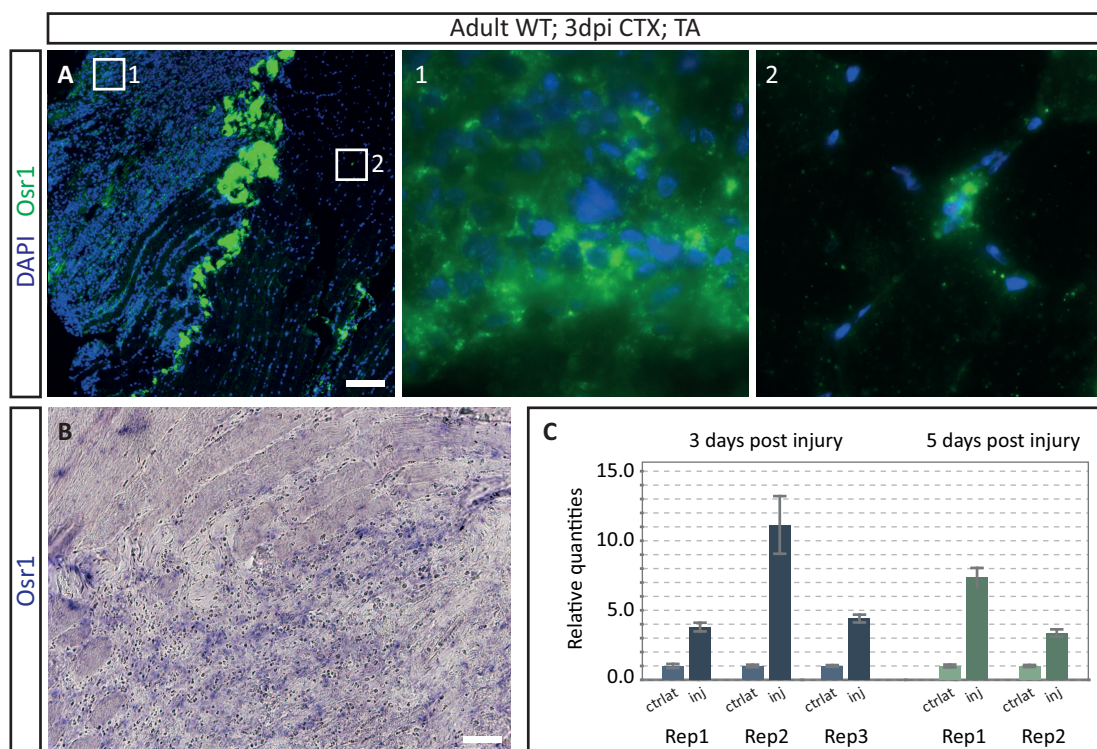 Adult WT; 3dpi CTX; TA
DAPI Osr1
A
1
2
1
2
Osr1
B
C
3 days post injury
5 days post injury
Relative quantities
15.0
10.0
5.0
0.0
ctrlat inj ctrlat inj ctrlat inj ctrlat inj ctrlat inj
Rep1 Rep2 Rep3 Rep1 Rep2